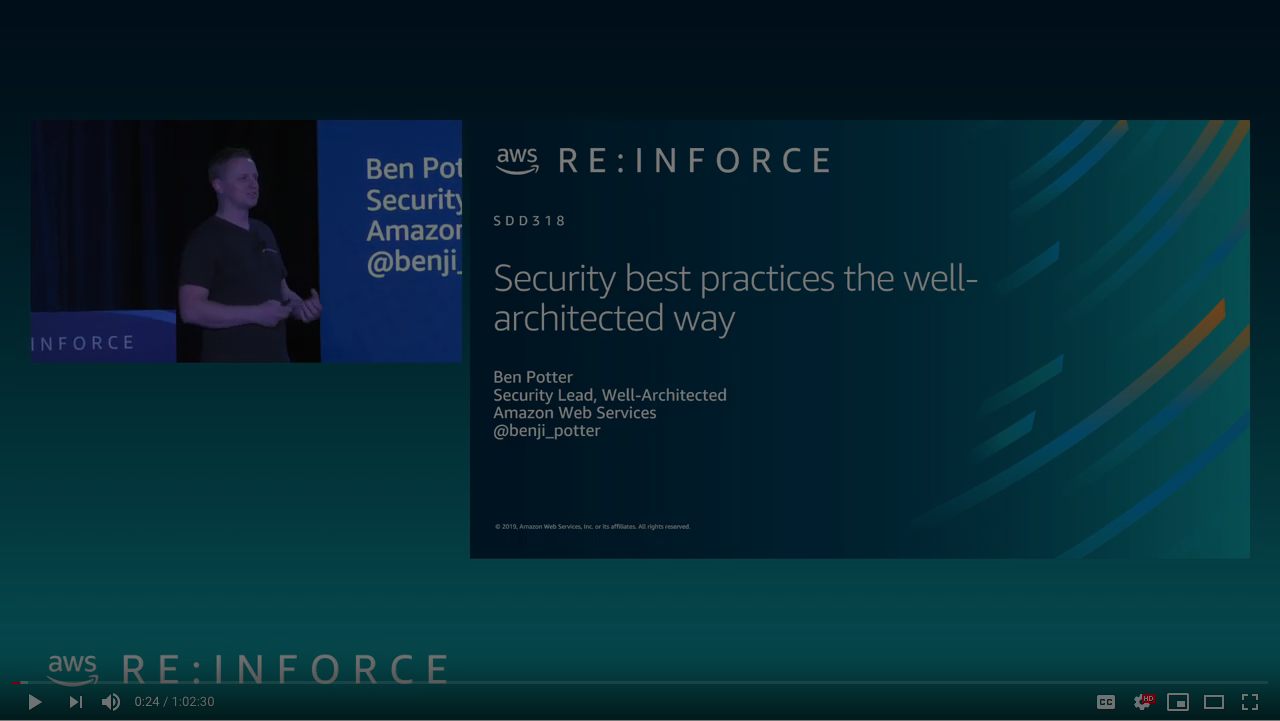 Ben Pot
Security
Amazon
@benji_
INFORCE
aws RE:INFORCE
SDD318
Security best practices the well-
architected way
Ben Potter
Security Lead, Well-Architected
Amazon Web Services
@benji_potter
© 2019, Amazon Web Services, Inc. or its affiliates. All rights reserved.
aws RE:INFORCE
0:24 / 1:02:30
CC
HD